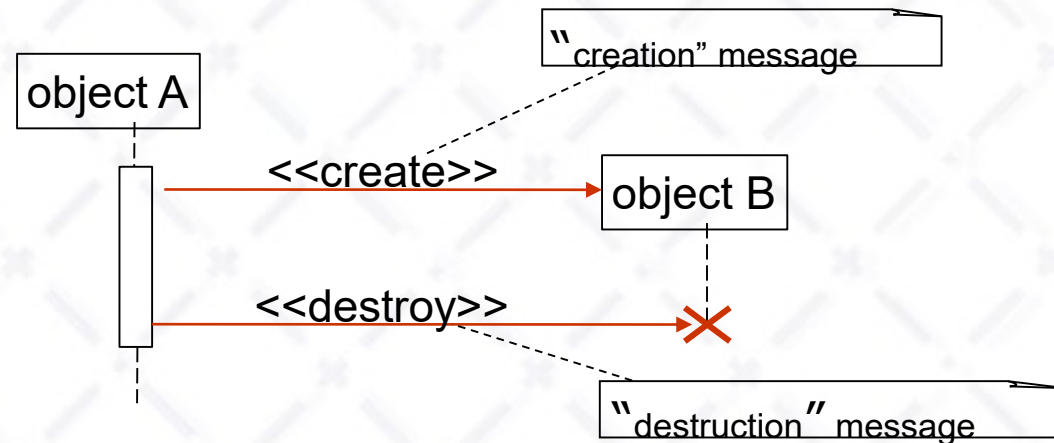 “creation” message
object A
<<create>>
object B
<<destroy>>
“destruction” message